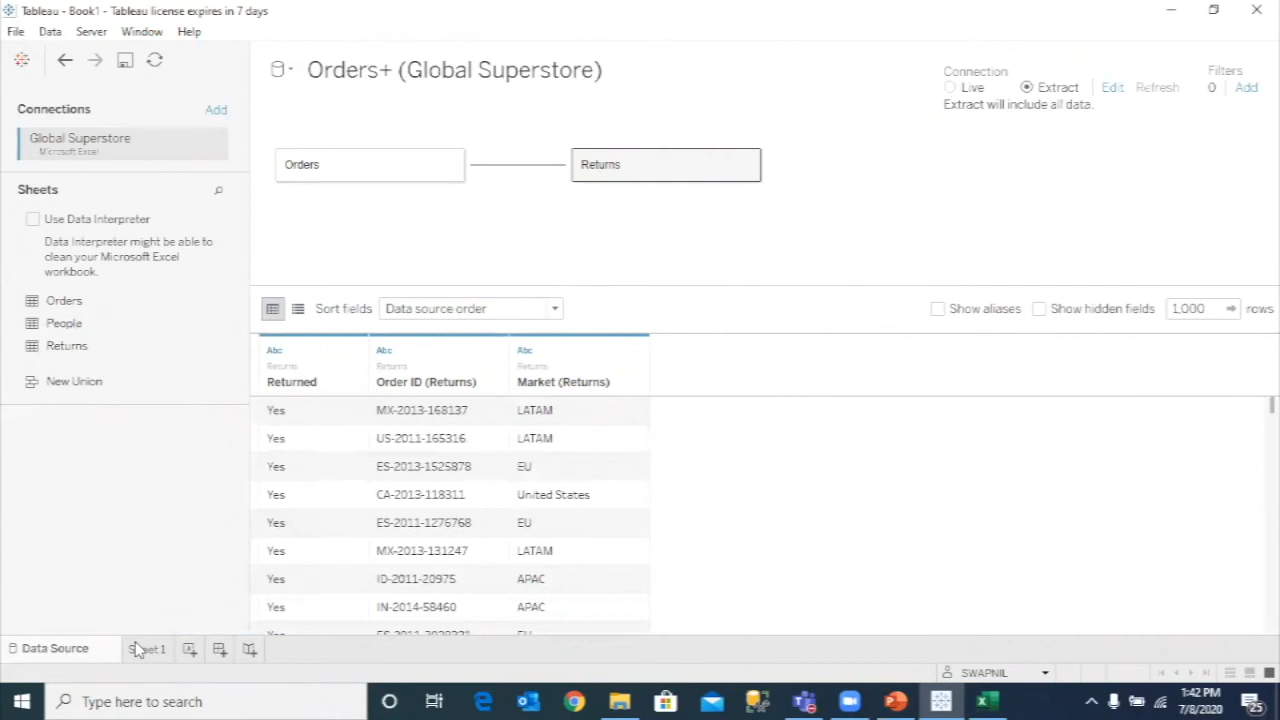 Tableau - Book1 - Tableau license expires in 7 days
File Data Server Window Help
Connections Add
Global Superstore
Microsoft Excel
Sheets
Use Data Interpreter
Data Interpreter might be able to
clean your Microsoft Excel
workbook.
Orders
People
Returns
New Union
Orders+ (Global Superstore)
Connection
Live Extract Edit Refresh
Extract will include all data.
Filters
0 Add
Orders Returns
Sort fields Data source order Show aliases Show hidden fields 1,000 rows
Abc Abc Abc
Returns Returns Returns
Returned Order ID (Returns) Market (Returns)
Yes MX-2013-168137 LATAM
Yes US-2011-165316 LATAM
Yes ES-2013-1525878 EU
Yes CA-2013-118311 United States
Yes ES-2011-1276768 EU
Yes MX-2013-131247 LATAM
Yes ID-2011-20975 APAC
Yes IN-2014-58460 APAC
Data Source Sheet 1
SWAPNIL
Type here to search
1:42 PM
7/8/2020
25